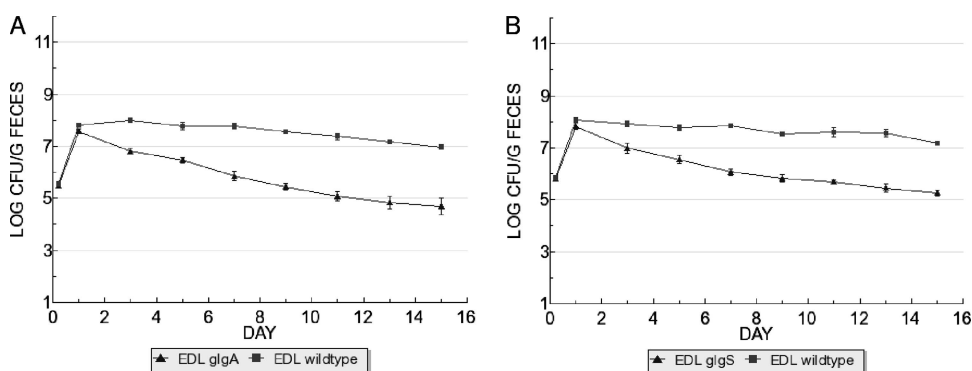 A
LOG CFU/G FECES
11
9
7
5
3
1
0 2 4 6 8 10 12 14 16
DAY
EDL glgA EDL wildtype
B
LOG CFU/G FECES
11
9
7
5
3
1
0 2 4 6 8 10 12 14 16
DAY
EDL glgS EDL wildtype